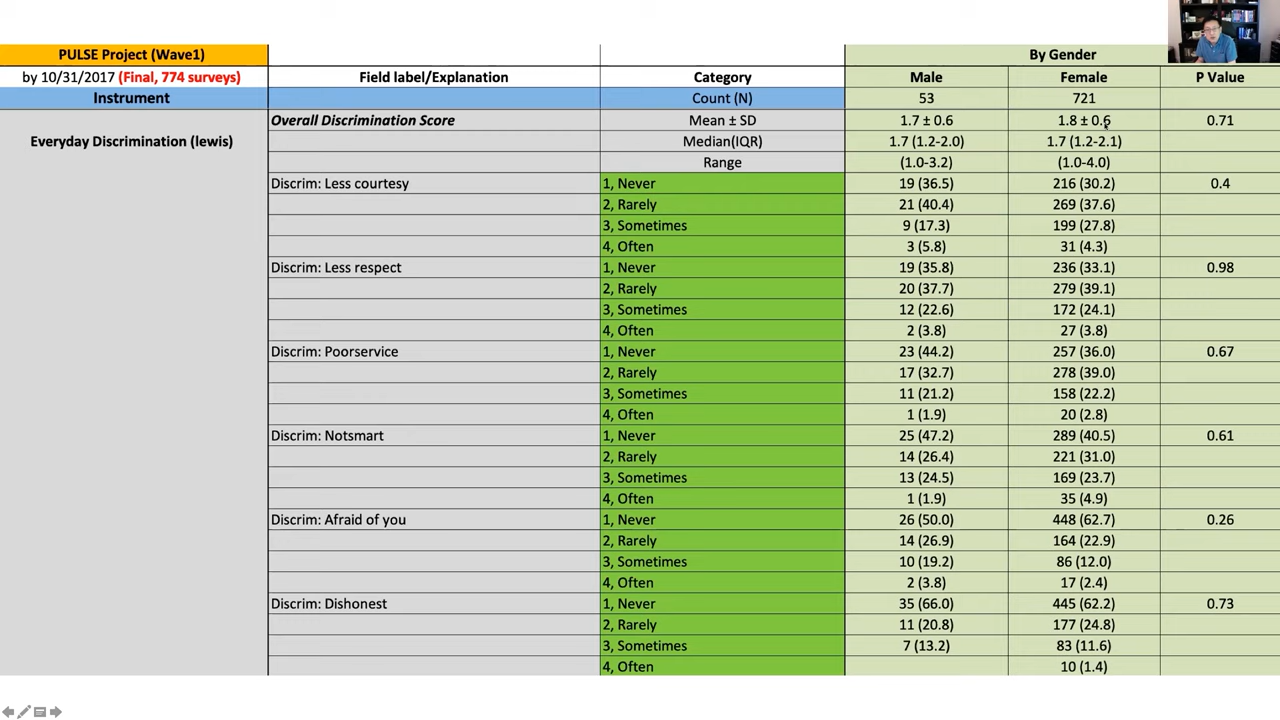 By Gender
PULSE Project (Wave1)
by 10/31/2017 (Final, 774 surveys) Field label/Explanation Category Male Female P Value
Instrument Count (N) 53 721
Overall Discrimination Score Mean ± SD 1.7 ± 0.6 1.8 ± 0.6 0.71
Everyday Discrimination (lewis) Median(IQR) 1.7 (1.2-2.0) 1.7 (1.2-2.1)
Range (1.0-3.2) (1.0-4.0)
Discrim: Less courtesy 1, Never 19 (36.5) 216 (30.2) 0.4
2, Rarely 21 (40.4) 269 (37.6)
3, Sometimes 9 (17.3) 199 (27.8)
4, Often 3 (5.8) 31 (4.3)
Discrim: Less respect 1, Never 19 (35.8) 236 (33.1) 0.98
2, Rarely 20 (37.7) 279 (39.1)
3, Sometimes 12 (22.6) 172 (24.1)
4, Often 2 (3.8) 27 (3.8)
Discrim: Poorservice 1, Never 23 (44.2) 257 (36.0) 0.67
2, Rarely 17 (32.7) 278 (39.0)
3, Sometimes 11 (21.2) 158 (22.2)
4, Often 1 (1.9) 20 (2.8)
Discrim: Notsmart 1, Never 25 (47.2) 289 (40.5) 0.61
2, Rarely 14 (26.4) 221 (31.0)
3, Sometimes 13 (24.5) 169 (23.7)
4, Often 1 (1.9) 35 (4.9)
Discrim: Afraid of you 1, Never 26 (50.0) 448 (62.7) 0.26
2, Rarely 14 (26.9) 164 (22.9)
3, Sometimes 10 (19.2) 86 (12.0)
4, Often 2 (3.8) 17 (2.4)
Discrim: Dishonest 1, Never 35 (66.0) 445 (62.2) 0.73
2, Rarely 11 (20.8) 177 (24.8)
3, Sometimes 7 (13.2) 83 (11.6)
4, Often 10 (1.4)